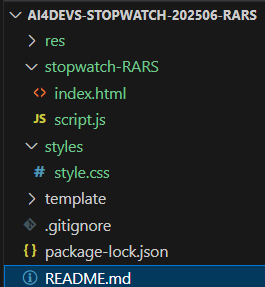 AI4DEVS-STOPWATCH-202506-RARS
res
stopwatch-RARS
<> index.html
JS script.js
styles
# style.css
template
.gitignore
{} package-lock.json
README.md